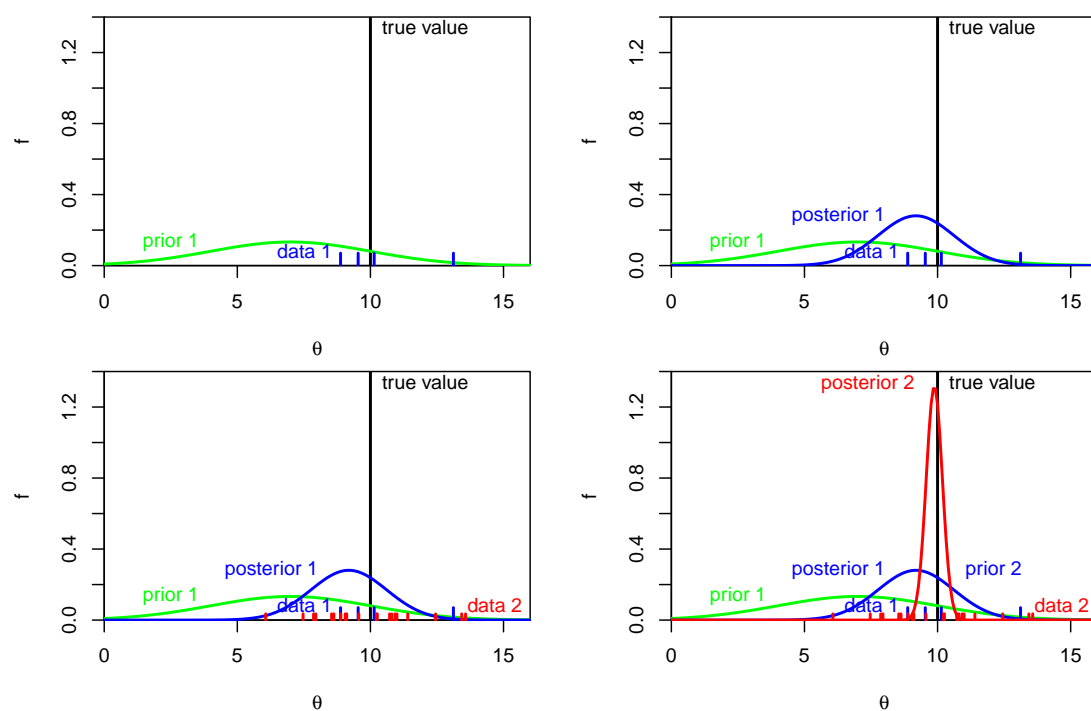 true value
1.2
0.8
0.4
0.0
f
prior 1
data 1
0 5 10 15
θ
true value
1.2
0.8
0.4
0.0
f
posterior 1
prior 1
data 1
0 5 10 15
θ
true value
1.2
0.8
0.4
0.0
f
posterior 1
prior 1
data 1
data 2
0 5 10 15
θ
posterior 2
true value
1.2
0.8
0.4
0.0
f
posterior 1
prior 2
prior 1
data 1
data 2
0 5 10 15
θ